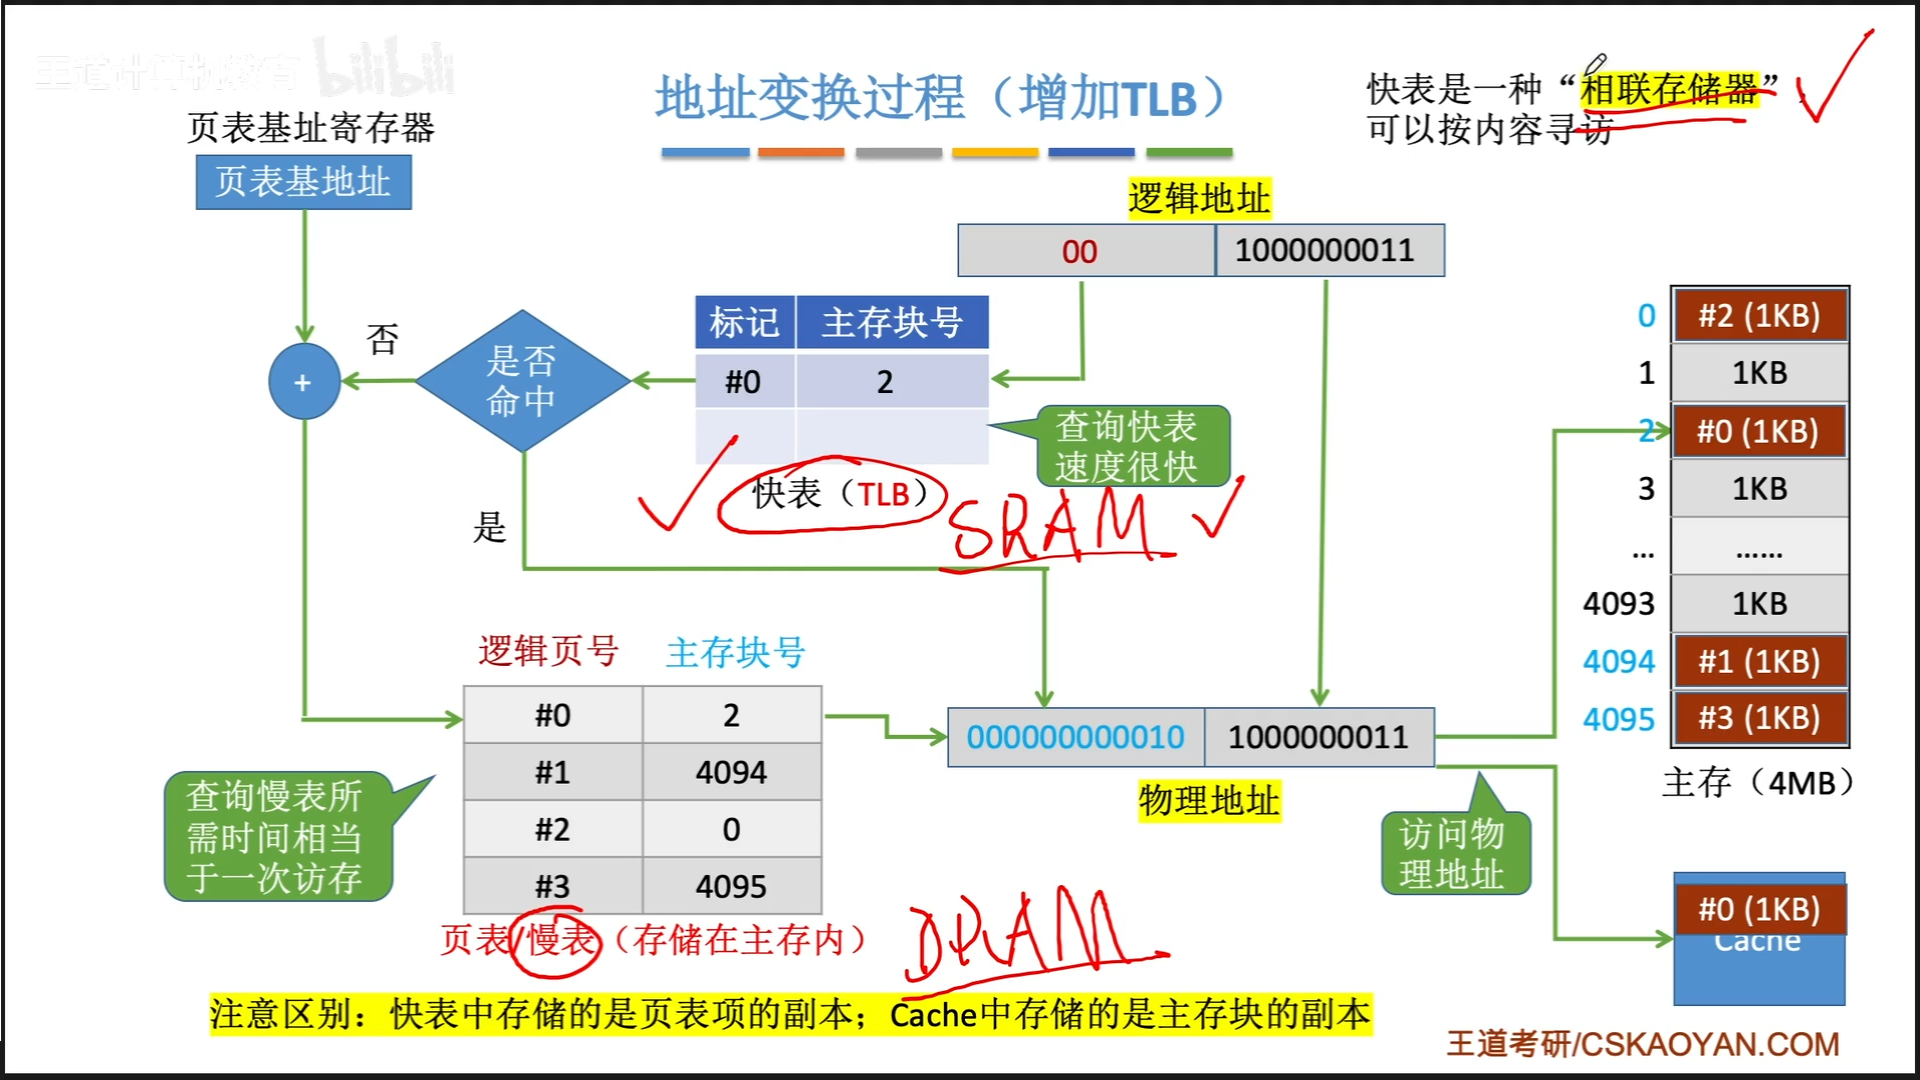 王道计算机教育 bilibili
地址变换过程（增加TLB）
快表是一种“相联存储器”，
可以按内容寻访
页表基址寄存器
页表基地址
逻辑地址
00 1000000011
否
+
是否
命中
标记 主存块号
#0 2
查询快表
速度很快
快表（TLB）
SRAM
是
0 #2 (1KB)
1 1KB
2 #0 (1KB)
3 1KB
... ......
4093 1KB
4094 #1 (1KB)
4095 #3 (1KB)
主存（4MB）
逻辑页号 主存块号
#0 2
#1 4094
#2 0
#3 4095
页表/慢表（存储在主存内）
DRAM
查询慢表所
需时间相当
于一次访存
000000000010 1000000011
物理地址
访问物
理地址
#0 (1KB)
Cache
注意区别：快表中存储的是页表项的副本；Cache中存储的是主存块的副本
王道考研/CSKAOYAN.COM